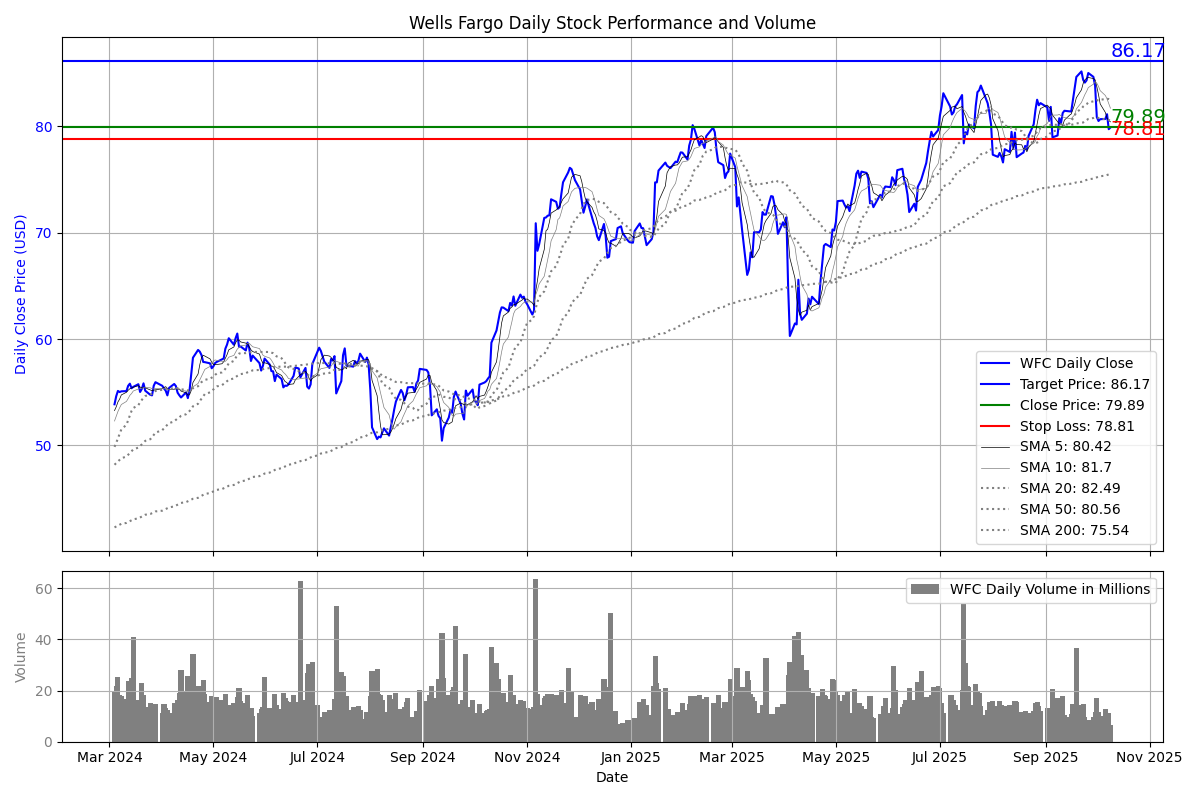 Wells Fargo Daily Stock Performance and Volume
86.17
79.89
78.81
80
70
60
50
Daily Close Price (USD)
WFC Daily Close
Target Price: 86.17
Close Price: 79.89
Stop Loss: 78.81
SMA 5: 80.42
SMA 10: 81.7
SMA 20: 82.49
SMA 50: 80.56
SMA 200: 75.54
60
40
20
0
Volume
WFC Daily Volume in Millions
Mar 2024 May 2024 Jul 2024 Sep 2024 Nov 2024 Jan 2025 Mar 2025 May 2025 Jul 2025 Sep 2025 Nov 2025
Date